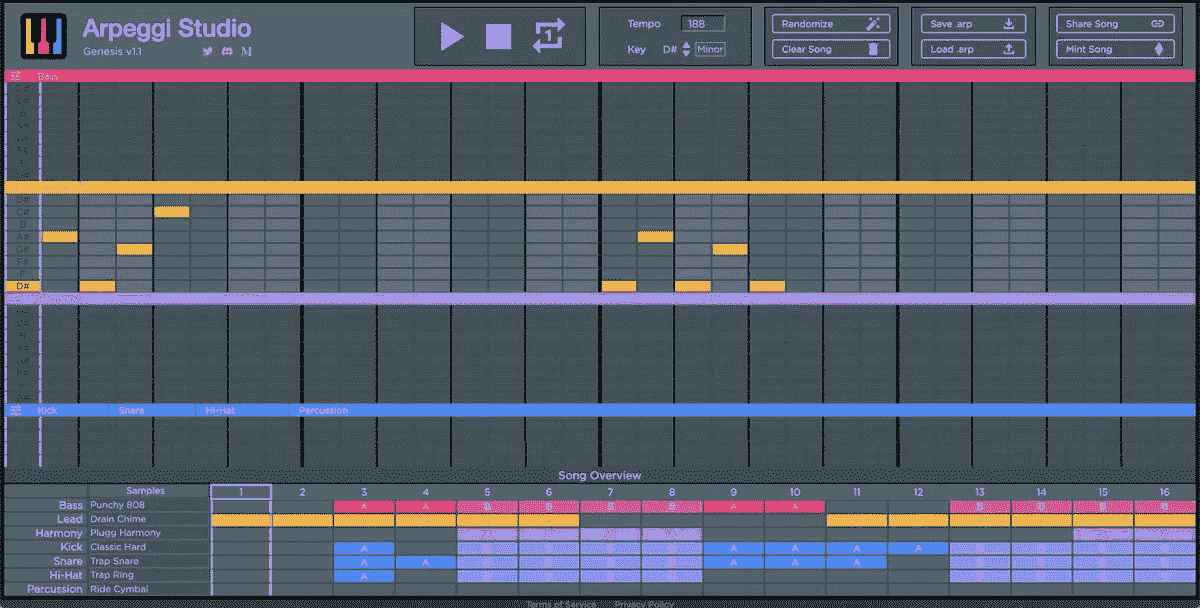 Arpeggi Studio
Genesis v1.1
Tempo 188
Key D# Minor
Randomize
Clear Song
Save .arp
Load .arp
Share Song
Mint Song
1
Bass
D#
C#
B
A#
G#
F#
F
D#
Kick Snare Hi-Hat Percussion
Song Overview
Samples 1 2 3 4 5 6 7 8 9 10 11 12 13 14 15 16
Bass Punchy 808 A A B B B B A A B B B B
Lead Drain Chime
Harmony Plugg Harmony
Kick Classic Hard A A A A A
Snare Trap Snare A A A A A
Hi-Hat Trap Ring A
Percussion Ride Cymbal
Terms of Service Privacy Policy